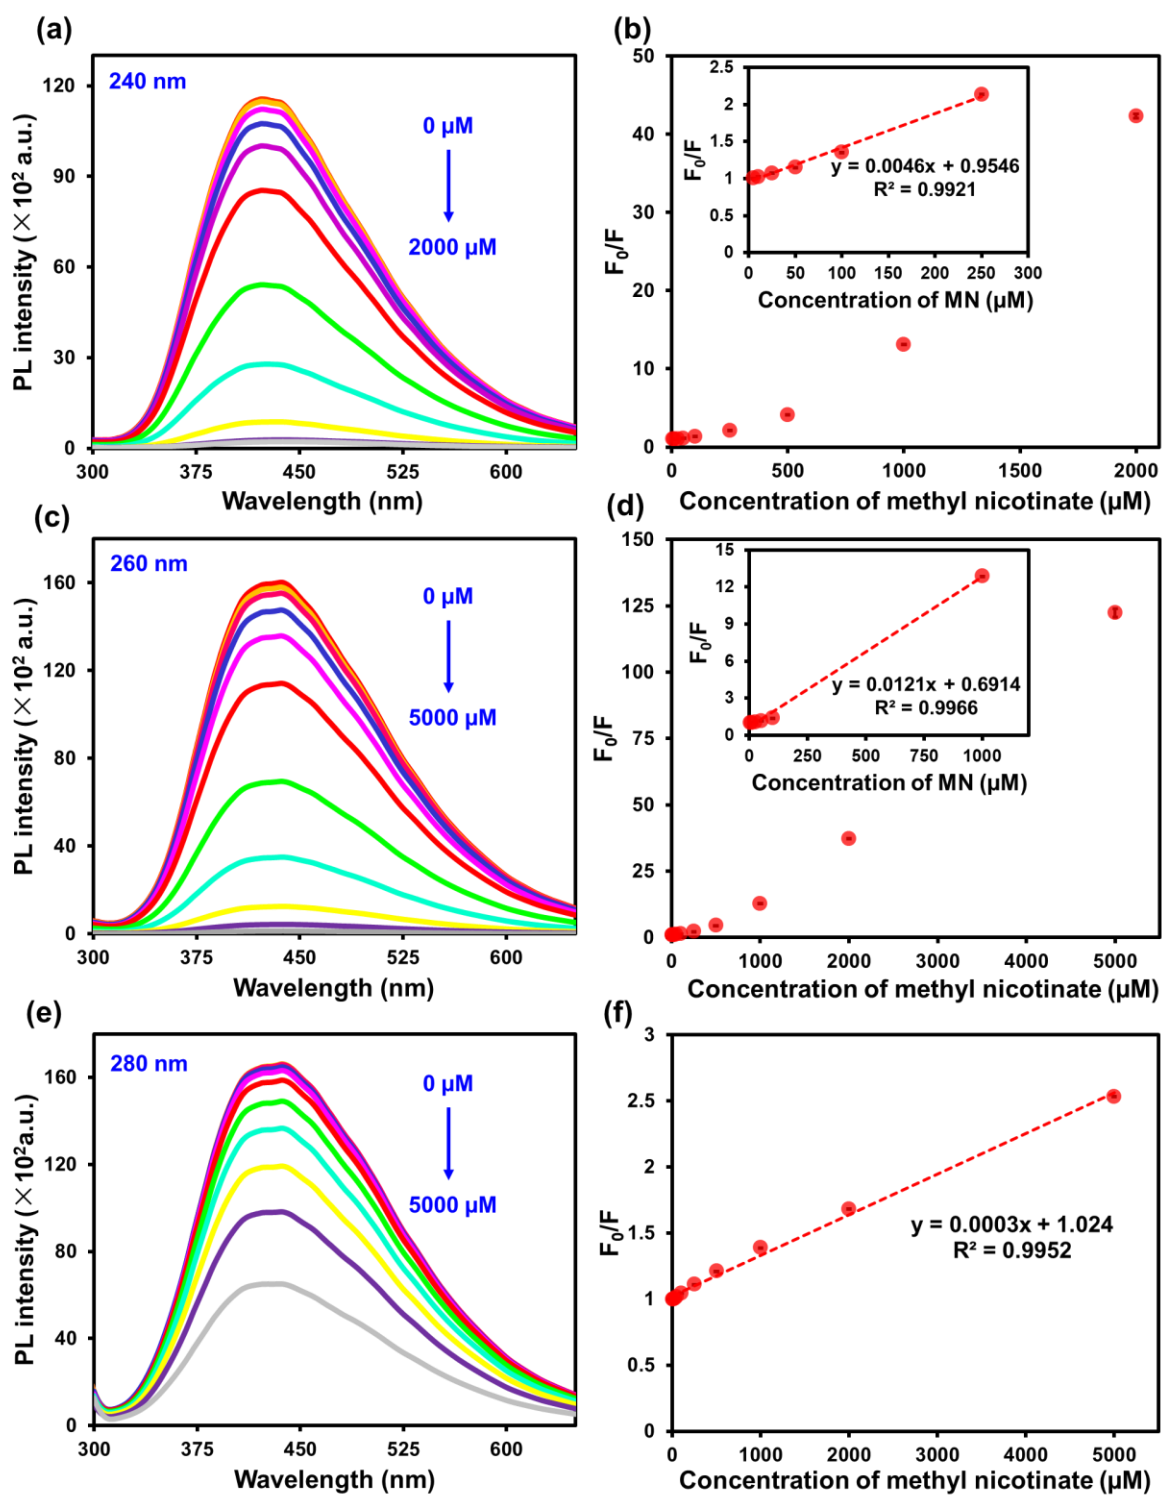 (a)
240 nm
0 µM
2000 µM
PL intensity (×10² a.u.)
120
90
60
30
0
300 375 450 525 600
Wavelength (nm)
(b)
F₀/F
50
40
30
20
10
0
0 500 1000 1500 2000
Concentration of methyl nicotinate (µM)
F₀/F
2.5
2
1.5
1
0.5
0
y = 0.0046x + 0.9546
R² = 0.9921
0 50 100 150 200 250 300
Concentration of MN (µM)
(c)
260 nm
0 µM
5000 µM
PL intensity (×10² a.u.)
160
120
80
40
0
300 375 450 525 600
Wavelength (nm)
(d)
F₀/F
150
125
100
75
50
25
0
0 1000 2000 3000 4000 5000
Concentration of methyl nicotinate (µM)
F₀/F
15
12
9
6
3
0
y = 0.0121x + 0.6914
R² = 0.9966
0 250 500 750 1000
Concentration of MN (µM)
(e)
280 nm
0 µM
5000 µM
PL intensity (×10²a.u.)
160
120
80
40
0
300 375 450 525 600
Wavelength (nm)
(f)
F₀/F
3
2.5
2
1.5
1
0.5
0
y = 0.0003x + 1.024
R² = 0.9952
0 1000 2000 3000 4000 5000
Concentration of methyl nicotinate (µM)